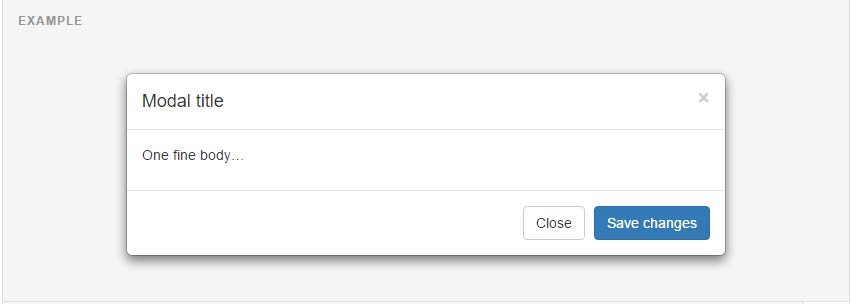 EXAMPLE
Modal title ×
One fine body…
Close Save changes